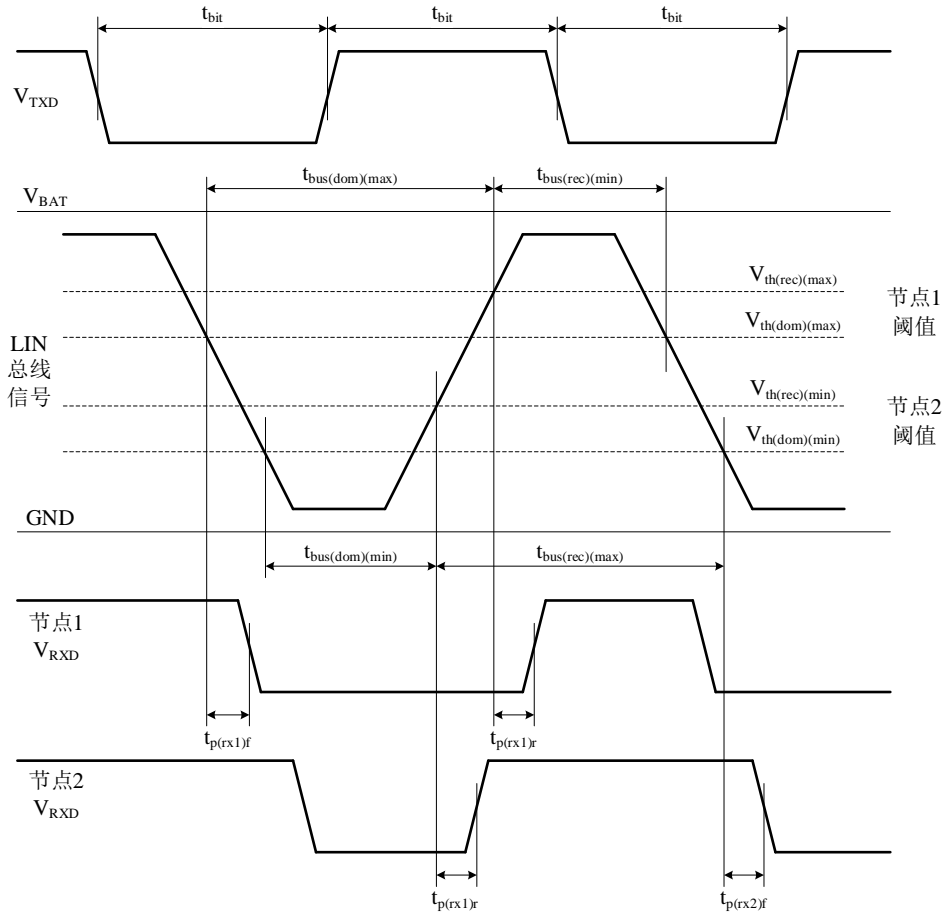 tbit
tbit
tbit
VTXD
tbus(dom)(max)
tbus(rec)(min)
VBAT
Vth(rec)(max)
节点1
阈值
Vth(dom)(max)
LIN
总线
信号
Vth(rec)(min)
节点2
阈值
Vth(dom)(min)
GND
tbus(dom)(min)
tbus(rec)(max)
节点1
VRXD
tp(rx1)f
tp(rx1)r
节点2
VRXD
tp(rx1)r
tp(rx2)f